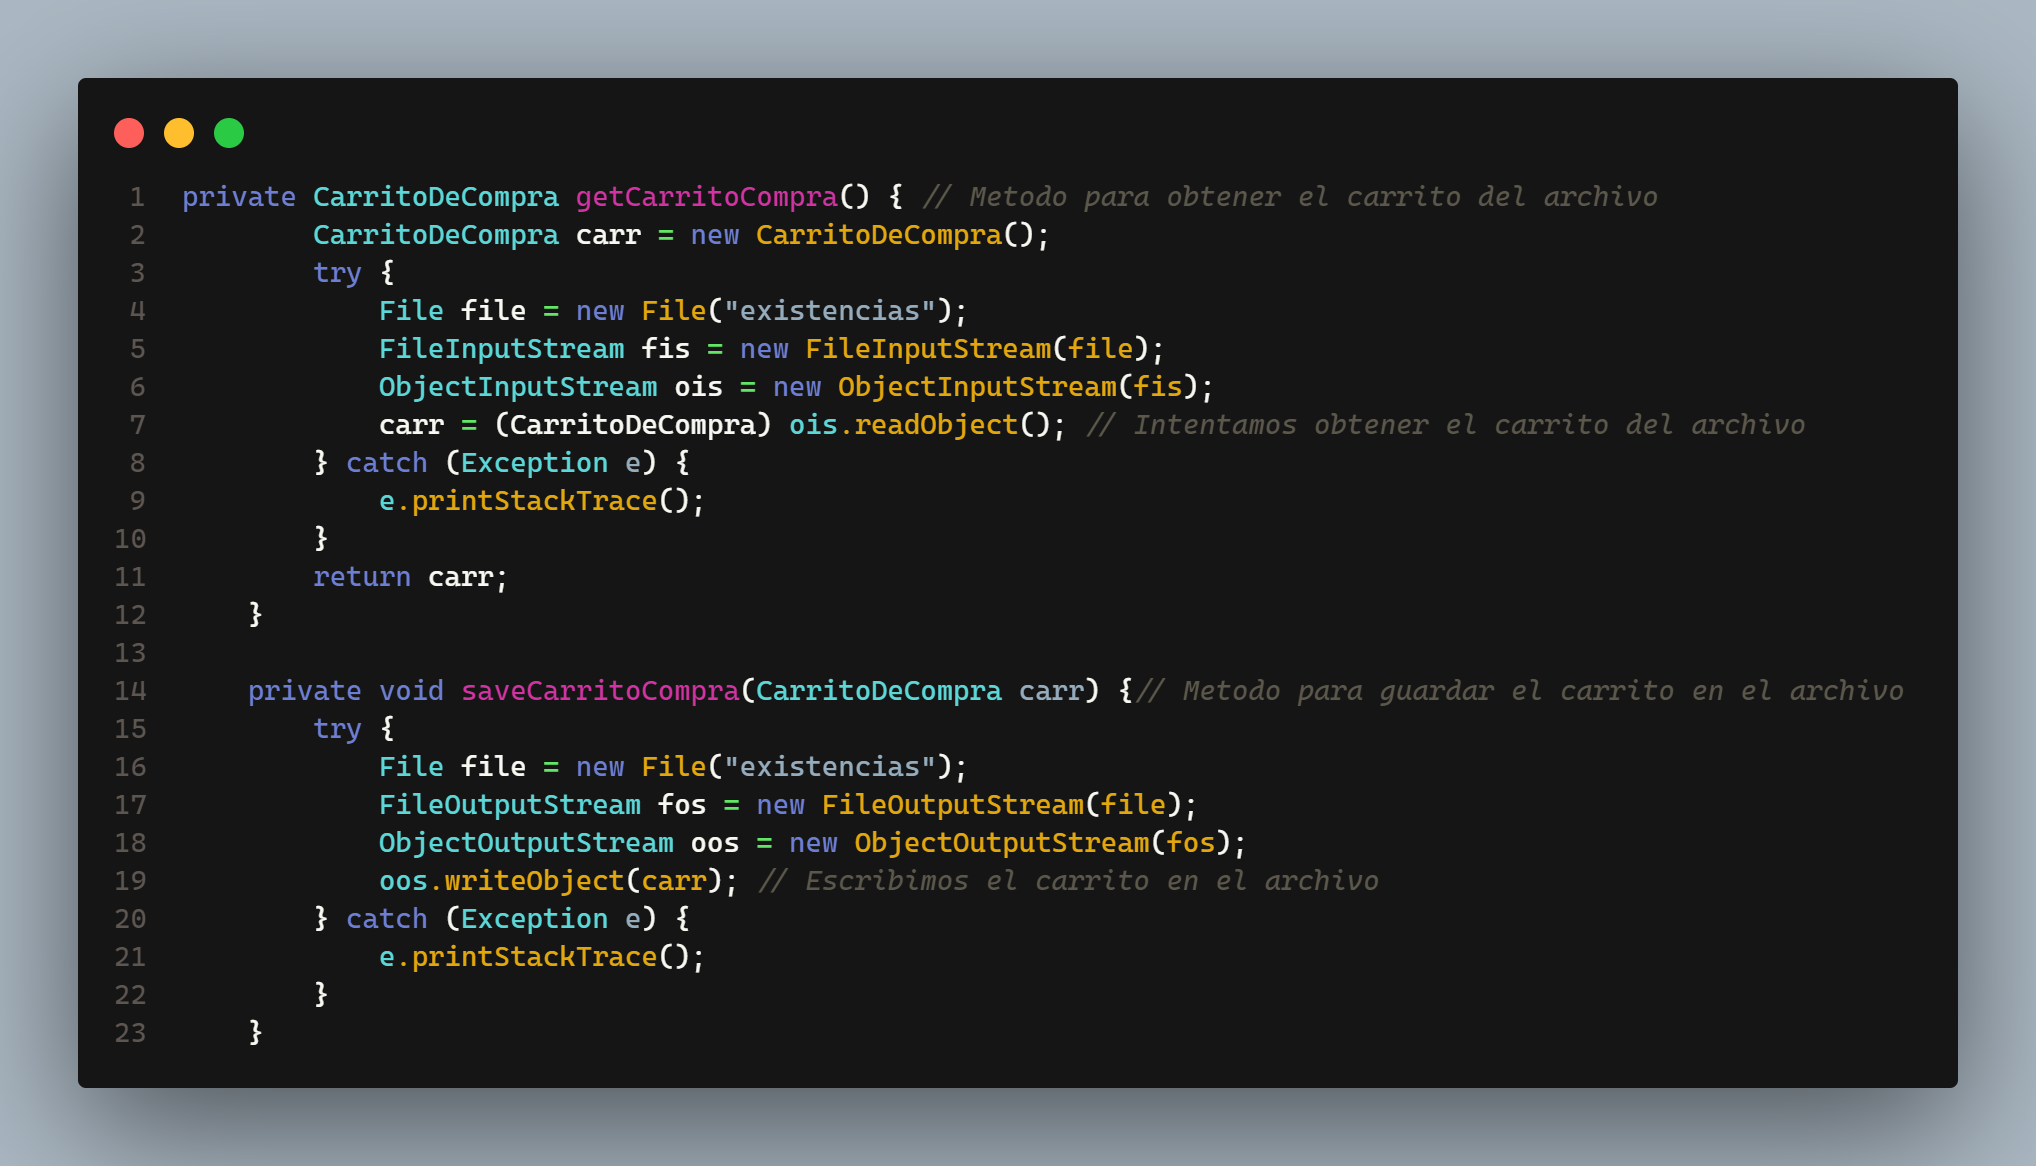 1 private CarritoDeCompra getCarritoCompra() { // Metodo para obtener el carrito del archivo
2 CarritoDeCompra carr = new CarritoDeCompra();
3 try {
4 File file = new File("existencias");
5 FileInputStream fis = new FileInputStream(file);
6 ObjectInputStream ois = new ObjectInputStream(fis);
7 carr = (CarritoDeCompra) ois.readObject(); // Intentamos obtener el carrito del archivo
8 } catch (Exception e) {
9 e.printStackTrace();
10 }
11 return carr;
12 }
13
14 private void saveCarritoCompra(CarritoDeCompra carr) {// Metodo para guardar el carrito en el archivo
15 try {
16 File file = new File("existencias");
17 FileOutputStream fos = new FileOutputStream(file);
18 ObjectOutputStream oos = new ObjectOutputStream(fos);
19 oos.writeObject(carr); // Escribimos el carrito en el archivo
20 } catch (Exception e) {
21 e.printStackTrace();
22 }
23 }